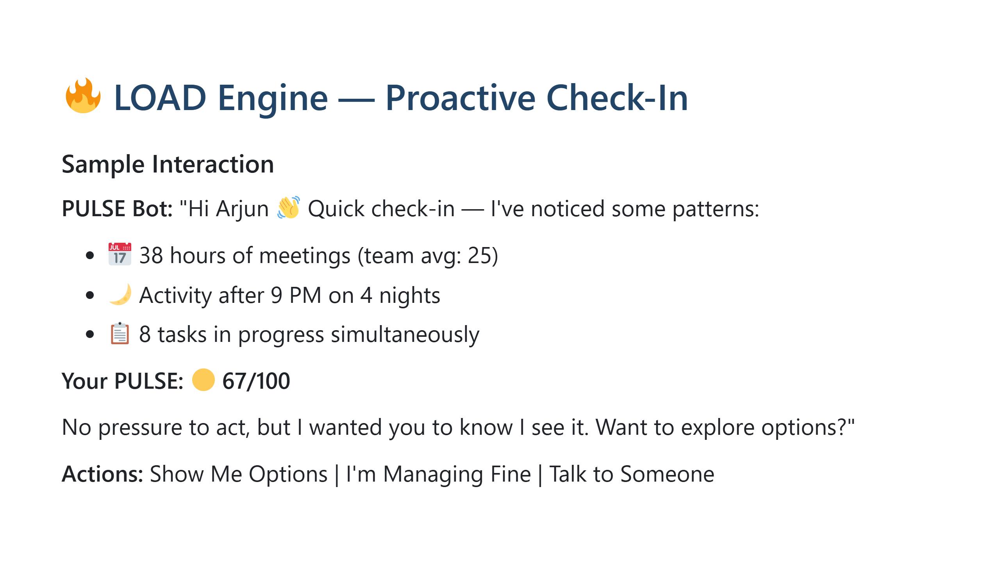 🔥 LOAD Engine — Proactive Check-In
Sample Interaction
PULSE Bot: "Hi Arjun 👋 Quick check-in — I've noticed some patterns:
• 📅 38 hours of meetings (team avg: 25)
• 🌙 Activity after 9 PM on 4 nights
• 📋 8 tasks in progress simultaneously
Your PULSE: 🟡 67/100
No pressure to act, but I wanted you to know I see it. Want to explore options?"
Actions: Show Me Options | I'm Managing Fine | Talk to Someone